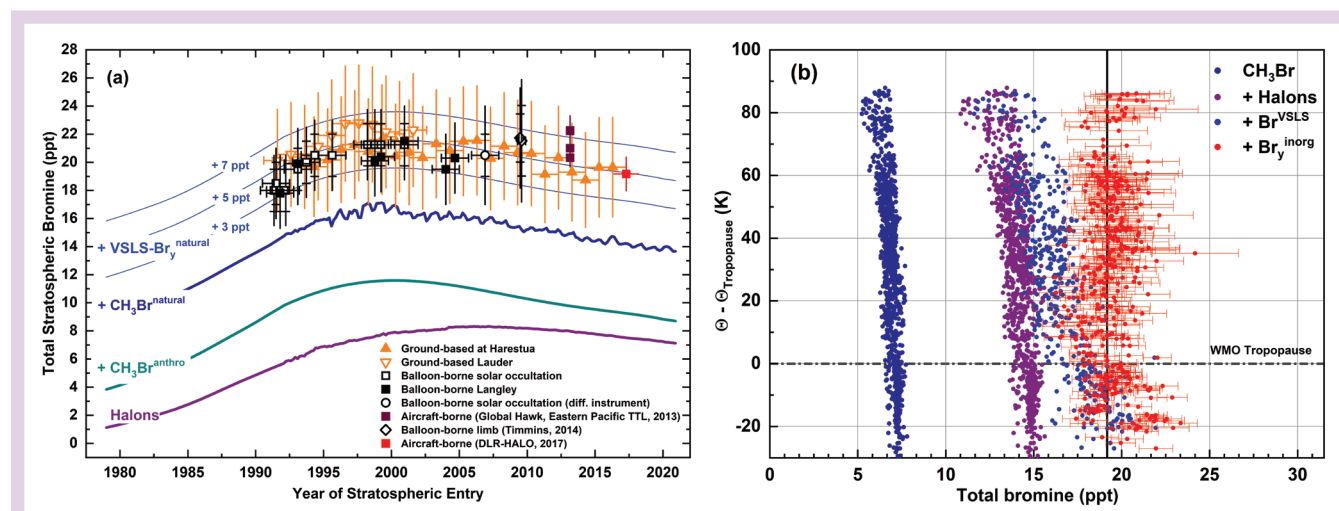 (a)
Total Stratospheric Bromine (ppt)
28
26
24
22
20
18
16
14
12
10
8
6
4
2
0
+ 7 ppt
+ 5 ppt
+ 3 ppt
+ VSLS-Br_y^natural
+ CH₃Br^natural
+ CH₃Br^anthro
Halons
Ground-based at Harestua
Ground-based Lauder
Balloon-borne solar occultation
Balloon-borne Langley
Balloon-borne solar occultation (diff. instrument)
Aircraft-borne (Global Hawk, Eastern Pacific TTL, 2013)
Balloon-borne limb (Timmins, 2014)
Aircraft-borne (DLR-HALO, 2017)
1980 1985 1990 1995 2000 2005 2010 2015 2020
Year of Stratospheric Entry
(b)
Θ - Θ_Tropopause (K)
100
80
60
40
20
0
-20
CH₃Br
+ Halons
+ Br^VSLS
+ Br_y^inorg
WMO Tropopause
0 5 10 15 20 25 30
Total bromine (ppt)